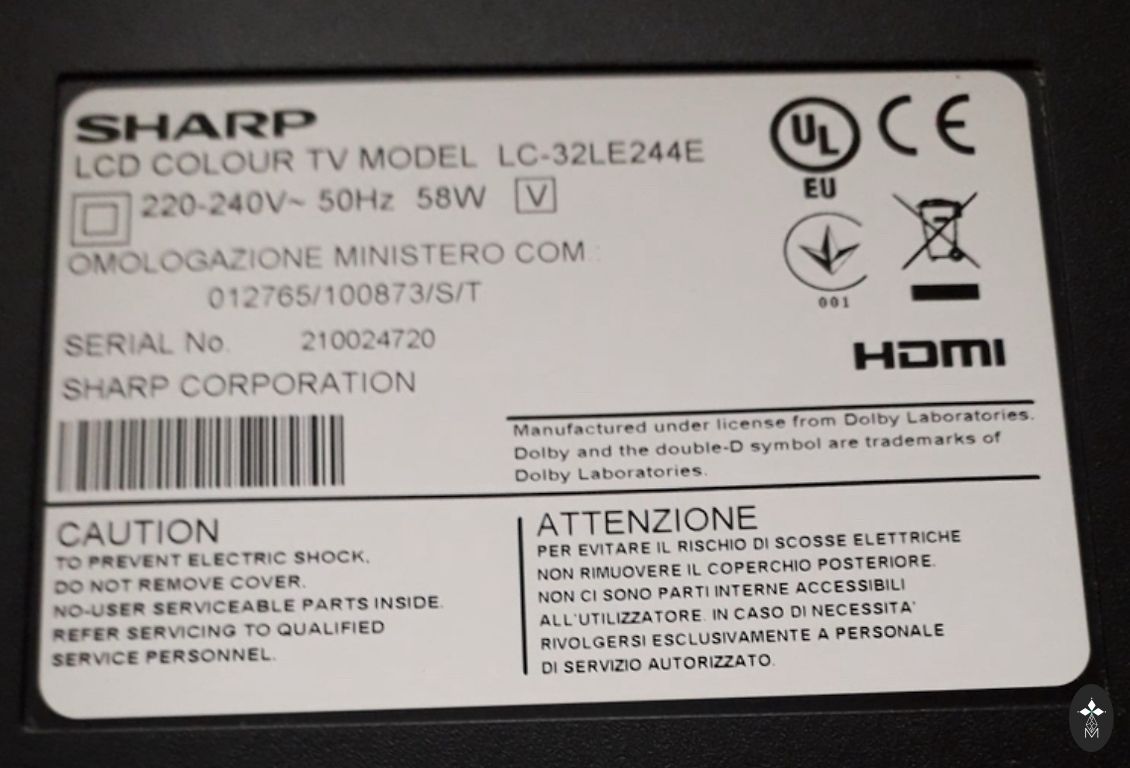 SHARP
LCD COLOUR TV MODEL LC-32LE244E
220-240V~ 50Hz 58W V
OMOLOGAZIONE MINISTERO COM.:
012765/100873/S/T
SERIAL No. 210024720
SHARP CORPORATION
UL
EU
CE
001
HDMI
Manufactured under license from Dolby Laboratories.
Dolby and the double-D symbol are trademarks of
Dolby Laboratories.
CAUTION
TO PREVENT ELECTRIC SHOCK,
DO NOT REMOVE COVER.
NO-USER SERVICEABLE PARTS INSIDE.
REFER SERVICING TO QUALIFIED
SERVICE PERSONNEL.
ATTENZIONE
PER EVITARE IL RISCHIO DI SCOSSE ELETTRICHE
NON RIMUOVERE IL COPERCHIO POSTERIORE.
NON CI SONO PARTI INTERNE ACCESSIBILI
ALL'UTILIZZATORE. IN CASO DI NECESSITA'
RIVOLGERSI ESCLUSIVAMENTE A PERSONALE
DI SERVIZIO AUTORIZZATO.
M